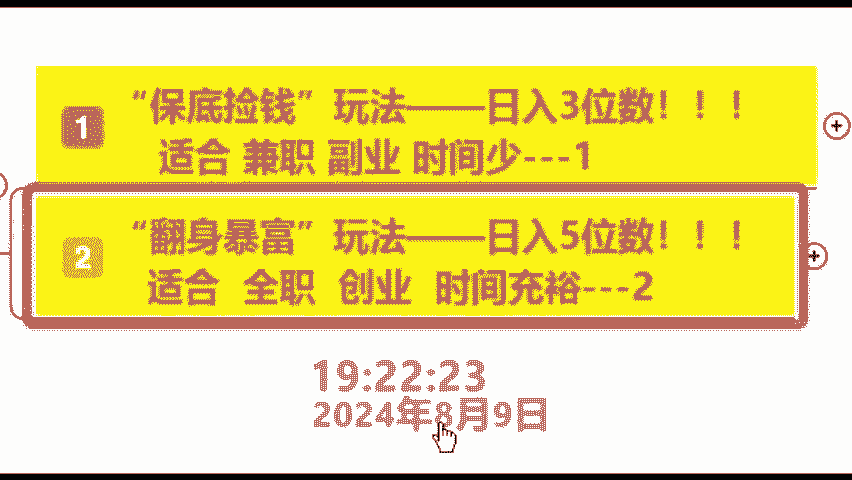 1
“保底捡钱”玩法——日入3位数！！！
适合 兼职 副业 时间少---1
2
“翻身暴富”玩法——日入5位数！！！
适合 全职 创业 时间充裕---2
19:22:23
2024年8月9日